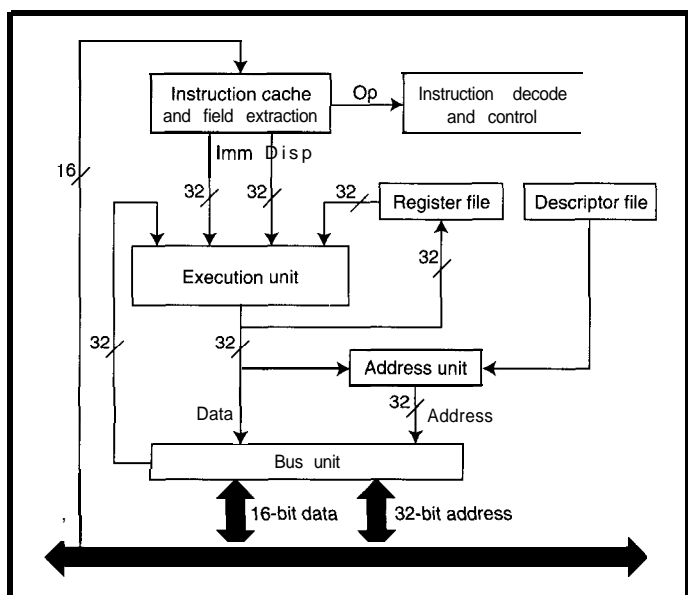 Instruction cache
and field extraction
Op
Instruction decode
and control
Imm Disp
16
32
32
32
Register file
Descriptor file
32
Execution unit
32
32
Address unit
32
Data
Address
Bus unit
16-bit data
32-bit address